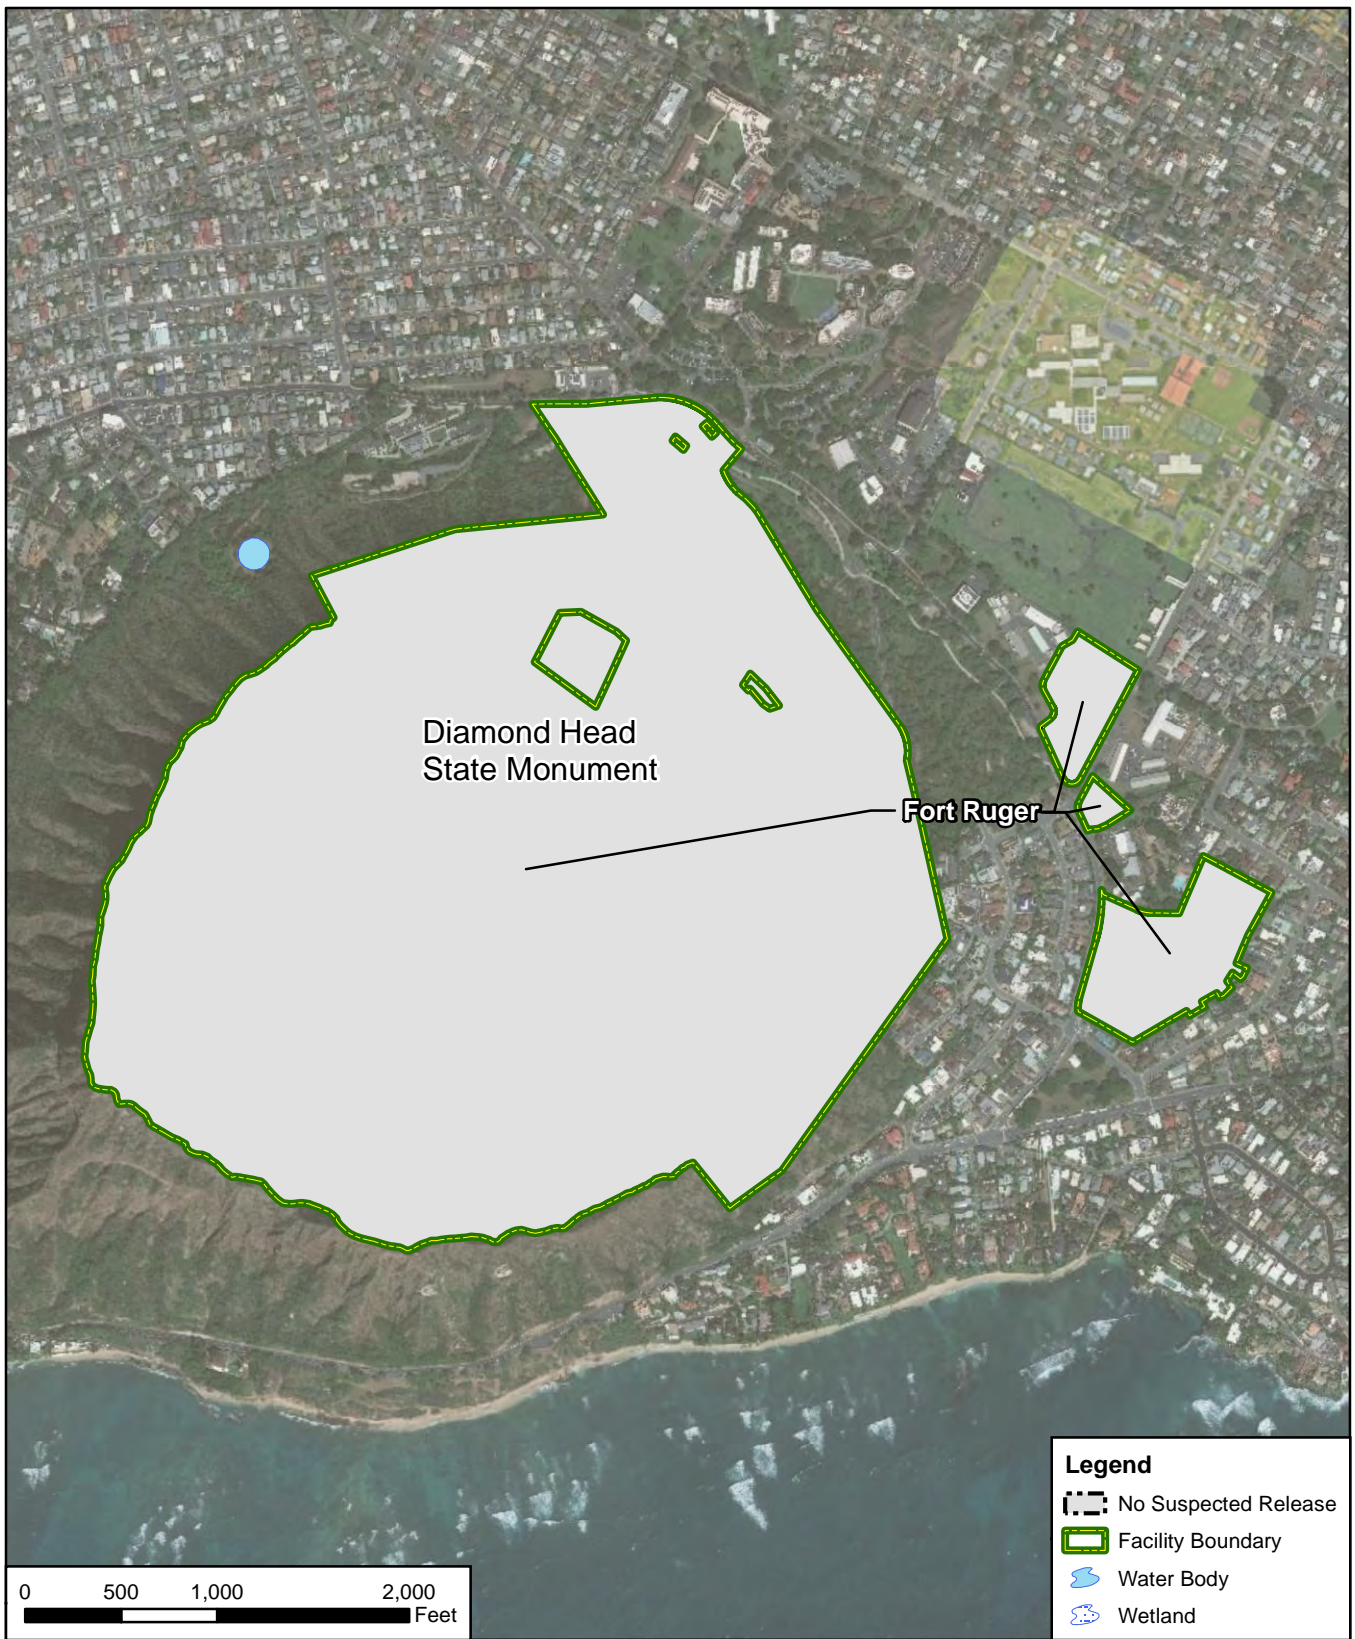 Diamond Head
State Monument
Fort Ruger
Legend
No Suspected Release
Facility Boundary
Water Body
Wetland
0 500 1,000 2,000
Feet